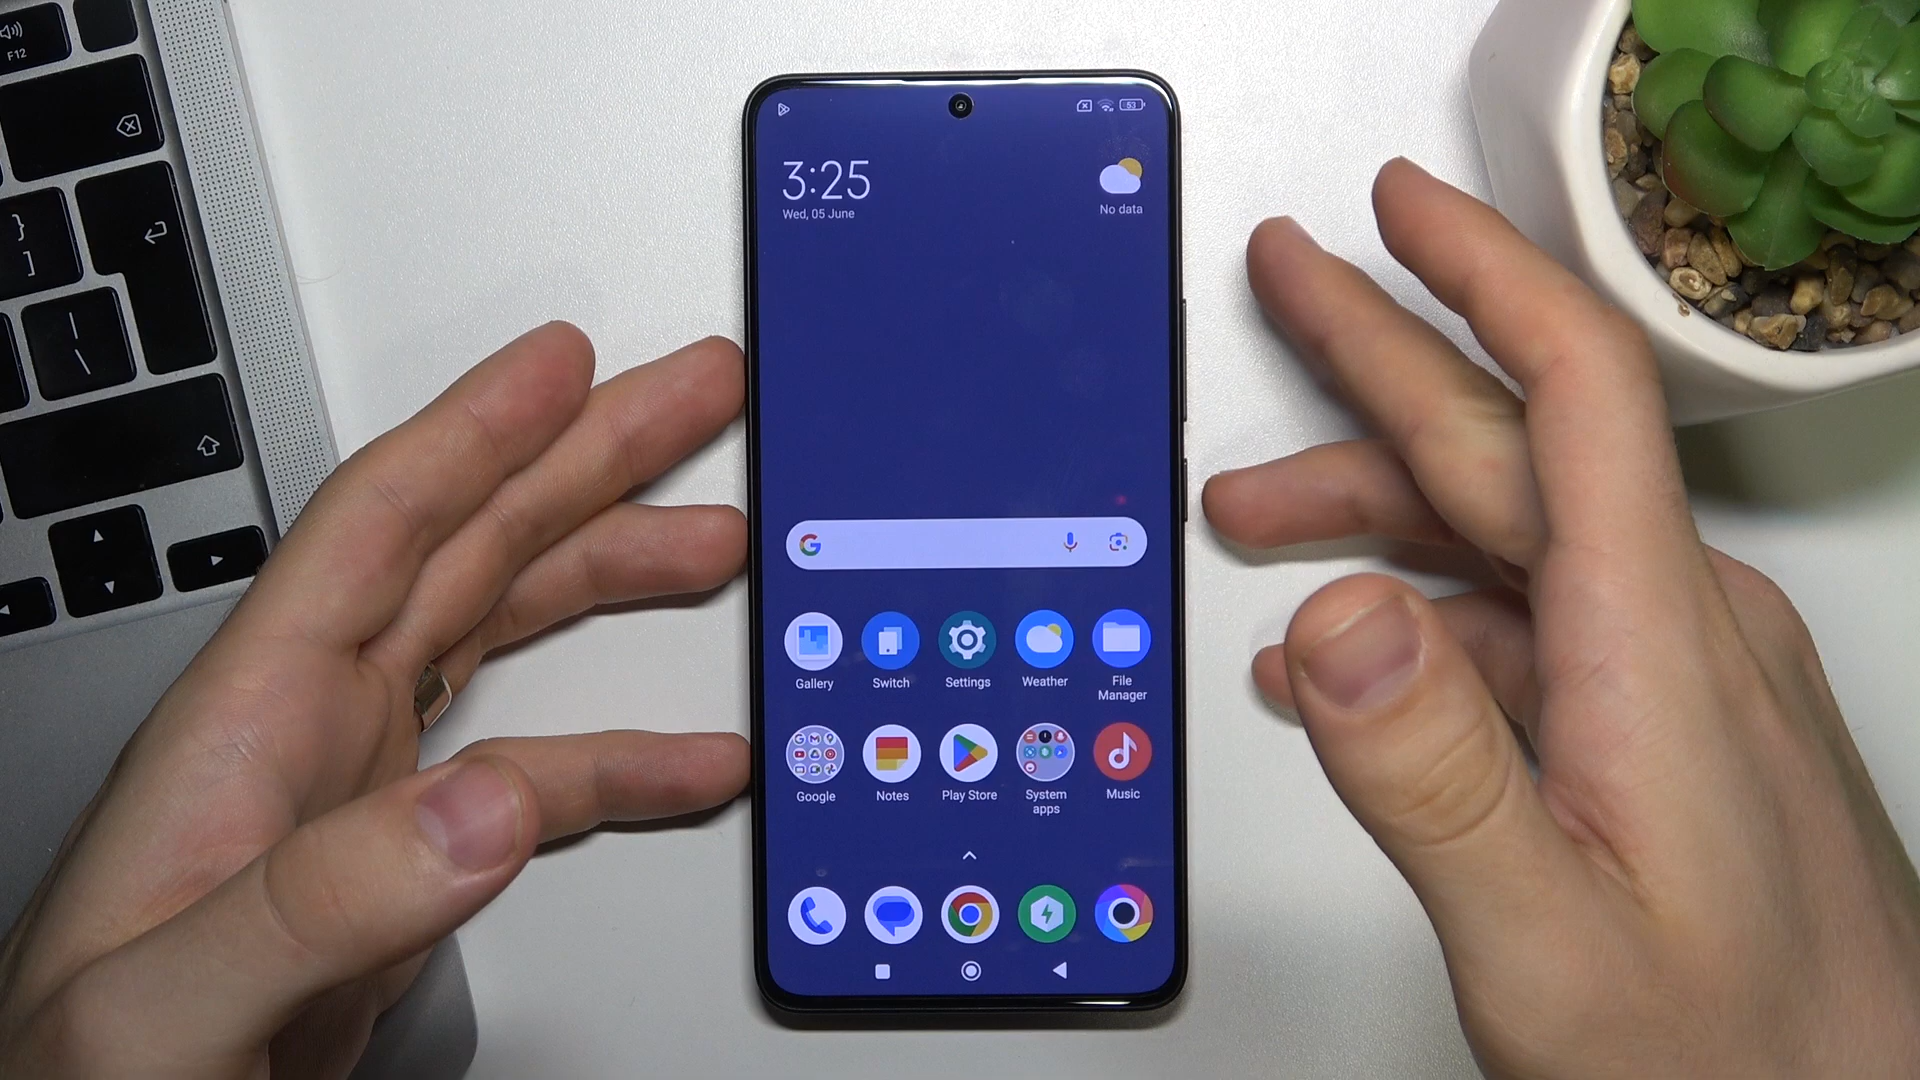 F12
}
]
|
\
53
3:25
Wed, 05 June
No data
G
Gallery
Switch
Settings
Weather
File
Manager
Google
Notes
Play Store
System
apps
Music